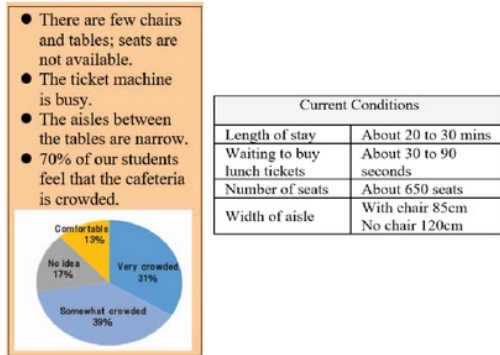 ● There are few chairs
and tables; seats are
not available.
● The ticket machine
is busy.
● The aisles between
the tables are narrow.
● 70% of our students
feel that the cafeteria
is crowded.
Comfortable
13%
No idea
17%
Very crowded
31%
Somewhat crowded
39%
Current Conditions
Length of stay About 20 to 30 mins
Waiting to buy About 30 to 90
lunch tickets seconds
Number of seats About 650 seats
Width of aisle With chair 85cm
No chair 120cm